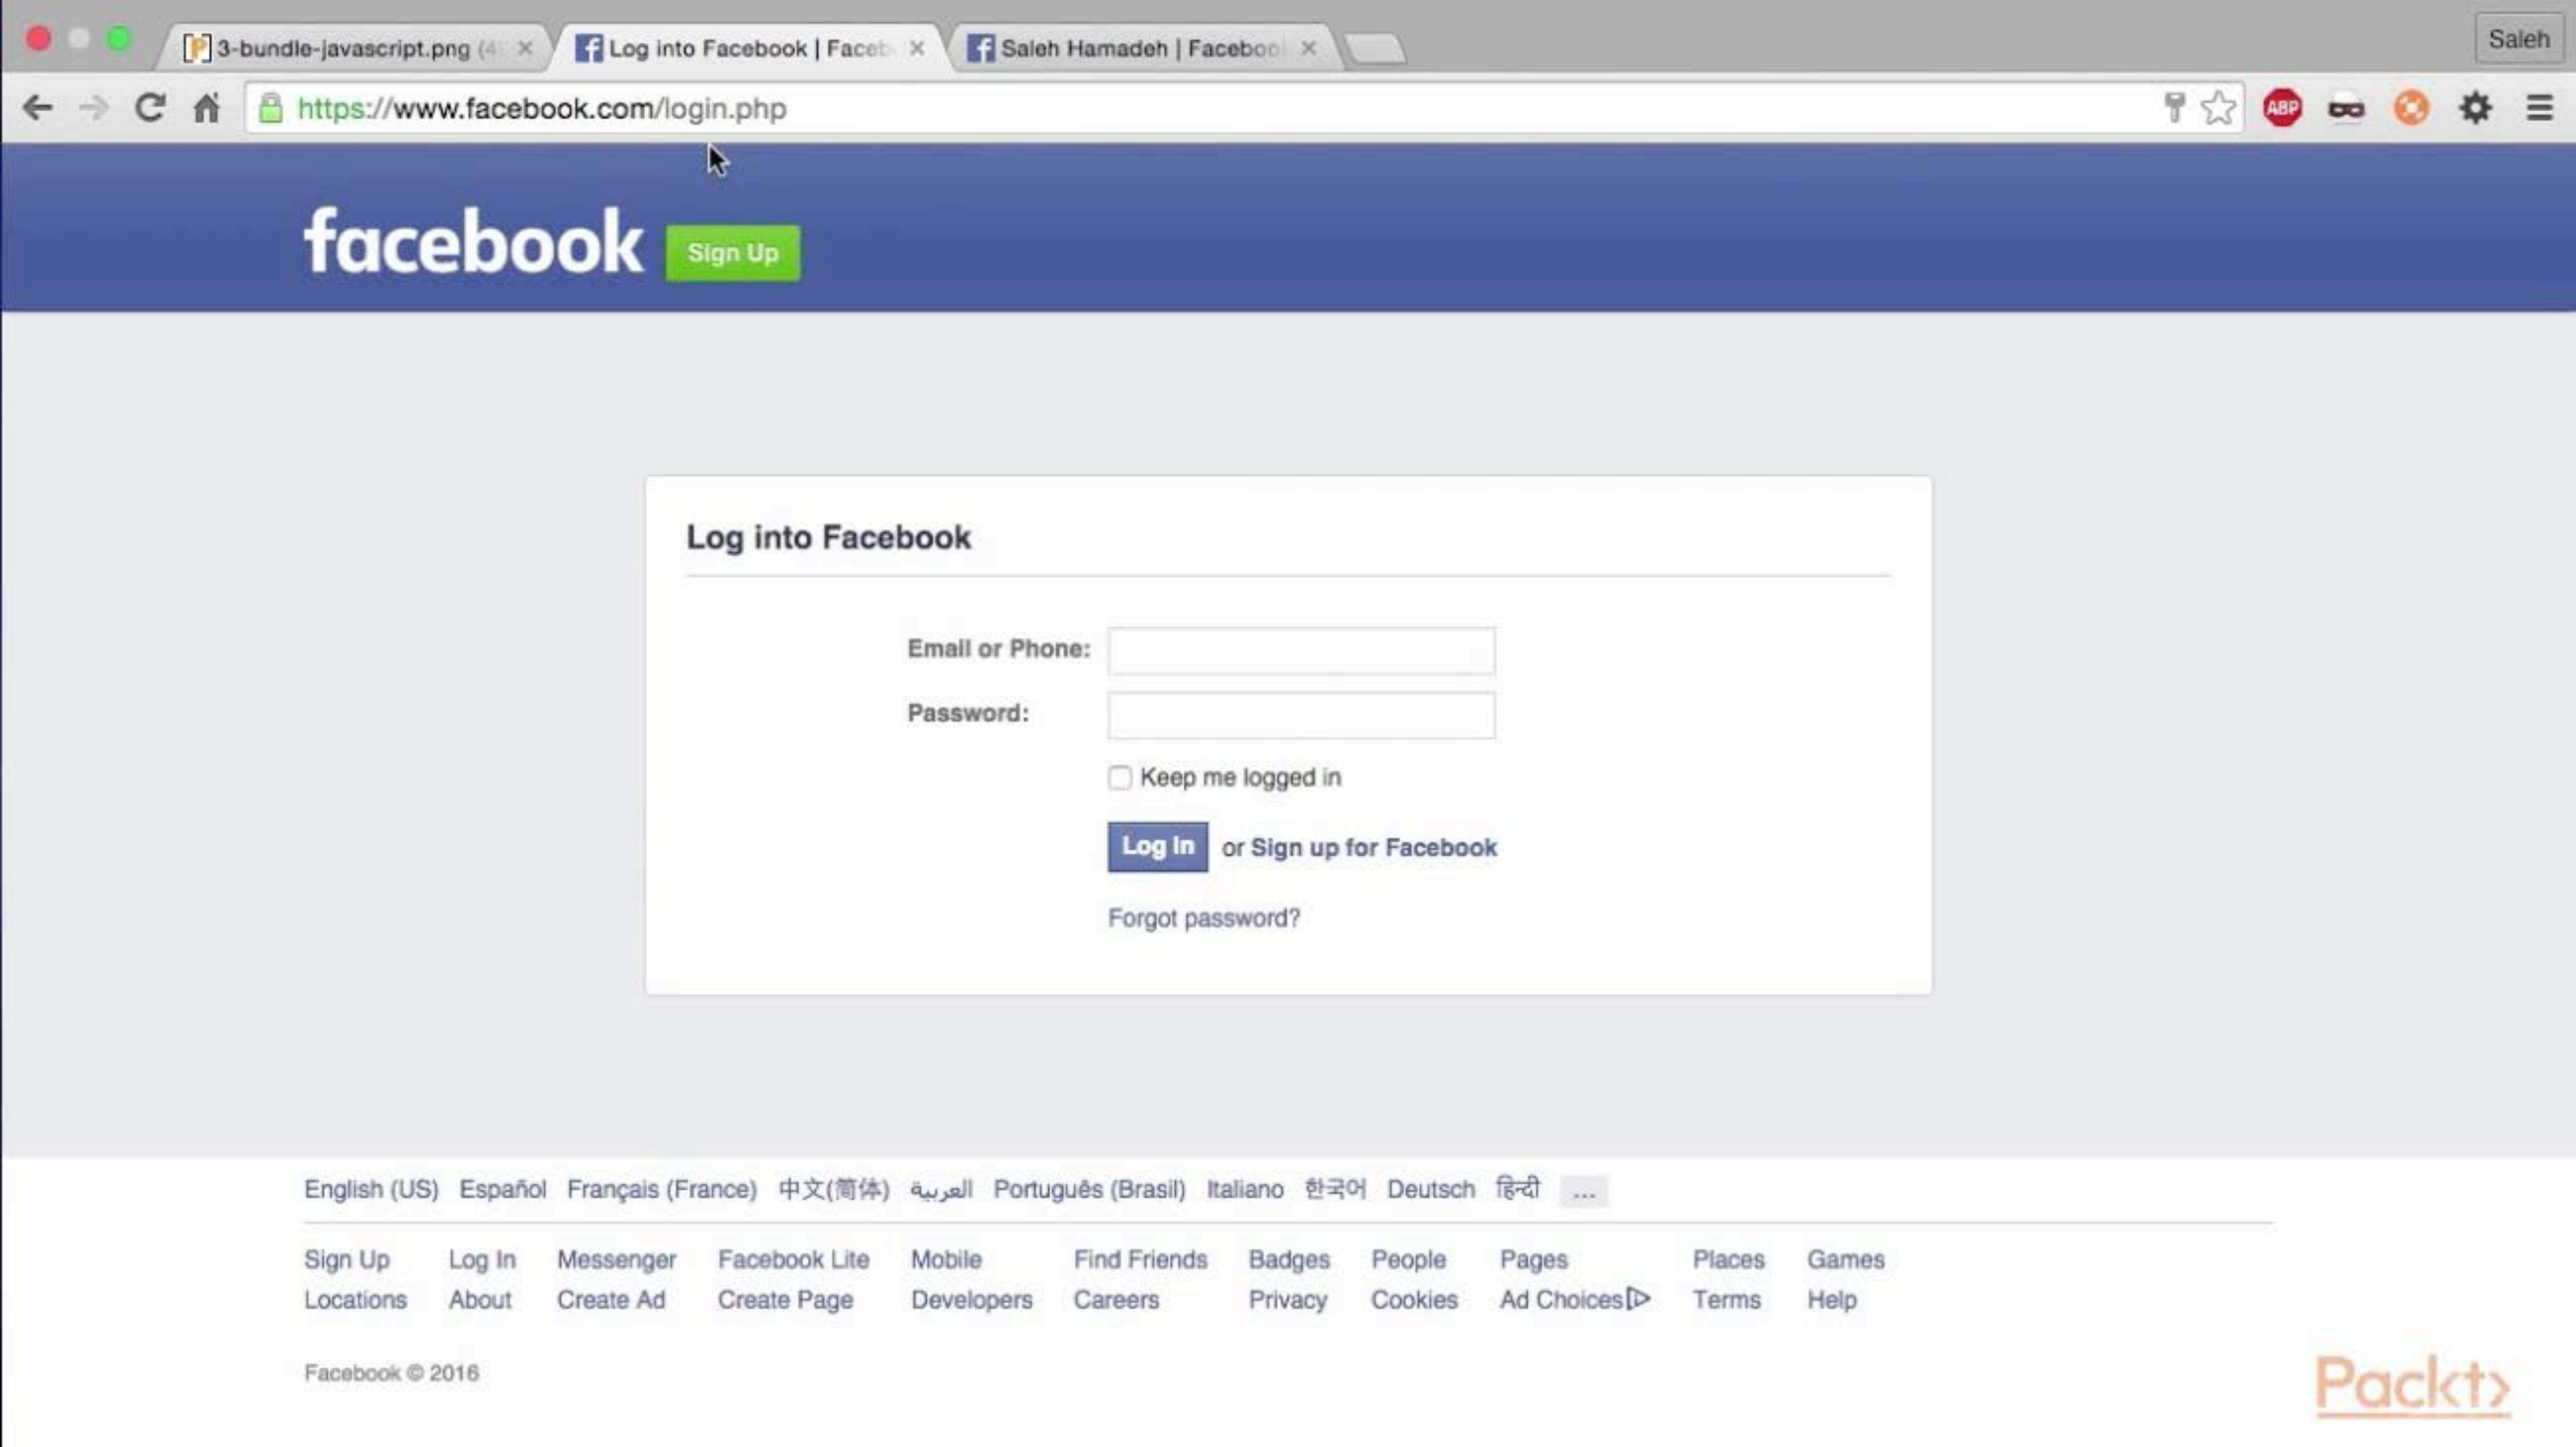 3-bundle-javascript.png (4
Log into Facebook | Faceb
Saleh Hamadeh | Faceboo
Saleh
https://www.facebook.com/login.php
ABP
facebook
Sign Up
Log into Facebook
Email or Phone:
Password:
Keep me logged in
Log In or Sign up for Facebook
Forgot password?
English (US) Español Français (France) 中文(简体) العربية Português (Brasil) Italiano 한국어 Deutsch हिन्दी ...
Sign Up Log In Messenger Facebook Lite Mobile Find Friends Badges People Pages Places Games
Locations About Create Ad Create Page Developers Careers Privacy Cookies Ad Choices Terms Help
Facebook © 2016
Packt>